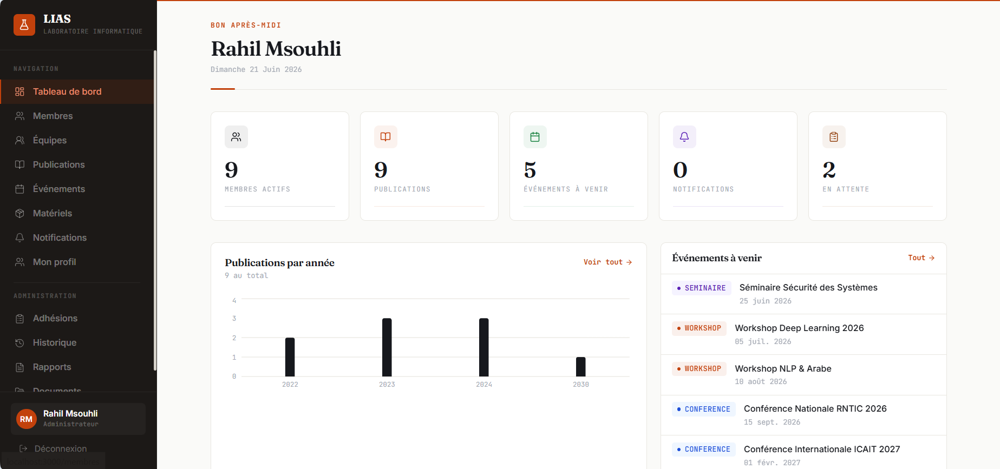 LIAS
LABORATOIRE INFORMATIQUE
NAVIGATION
Tableau de bord
Membres
Équipes
Publications
Événements
Matériels
Notifications
Mon profil
ADMINISTRATION
Adhésions
Historique
Rapports
Documents
RM
Rahil Msouhli
Administrateur
Déconnexion
localhost:3000/membres
BON APRÈS-MIDI
Rahil Msouhli
Dimanche 21 Juin 2026
9
MEMBRES ACTIFS
9
PUBLICATIONS
5
ÉVÉNEMENTS À VENIR
0
NOTIFICATIONS
2
EN ATTENTE
Publications par année
Voir tout →
9 au total
4
3
2
1
0
2022
2023
2024
2030
Événements à venir
Tout →
• SEMINAIRE
Séminaire Sécurité des Systèmes
25 juin 2026
• WORKSHOP
Workshop Deep Learning 2026
05 juil. 2026
• WORKSHOP
Workshop NLP & Arabe
10 août 2026
• CONFERENCE
Conférence Nationale RNTIC 2026
15 sept. 2026
• CONFERENCE
Conférence Internationale ICAIT 2027
01 févr. 2027